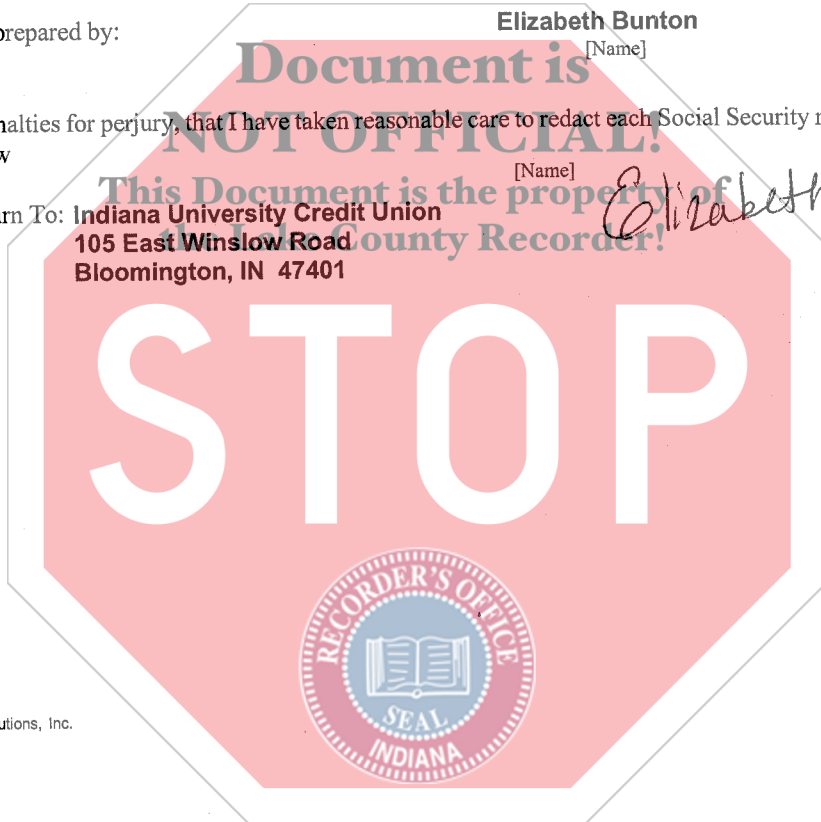 prepared by:
Elizabeth Bunton
[Name]
Document is
NOT OFFICIAL!
nalties for perjury, that I have taken reasonable care to redact each Social Security
w
[Name]
This Document is the property of
the Lake County Recorder!
Elizabeth
rn To: Indiana University Credit Union
105 East Winslow Road
Bloomington, IN 47401
STOP
RECORDER'S OFFICE
SEAL
INDIANA
utions, Inc.